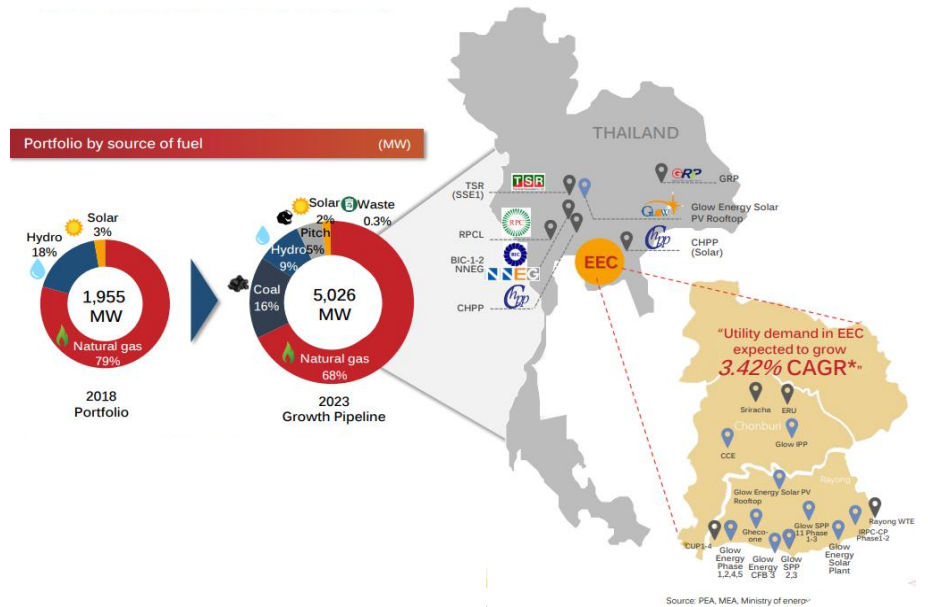 Portfolio by source of fuel
(MW)
Solar
3%
Hydro
18%
1,955
MW
Natural gas
79%
2018
Portfolio
Solar
2%
Waste
0.3%
Pitch
5%
Hydro
9%
Coal
16%
5,026
MW
Natural gas
68%
2023
Growth Pipeline
THAILAND
TSR
(SSE1)
TSR
RPCL
RPC
BIC-1-2
NNEG
BIC
NNEG
CHPP
Chpp
GRP
GRP
GLOW
Glow Energy Solar
PV Rooftop
Chpp
CHPP
(Solar)
EEC
“Utility demand in EEC
expected to grow
3.42% CAGR*”
Sriracha
ERU
Chonburi
CCE
Glow IPP
Rayong
Glow Energy Solar PV
Rooftop
CUP1-4
Glow
Energy
Phase
1,2,4,5
Gheco-
one
Glow
Energy
CFB 3
Glow
SPP
2,3
Glow SPP
11 Phase
1-3
Glow
Energy
Solar
Plant
IRPC-CP
Phase1-2
Rayong WTE
Source: PEA, MEA, Ministry of energy